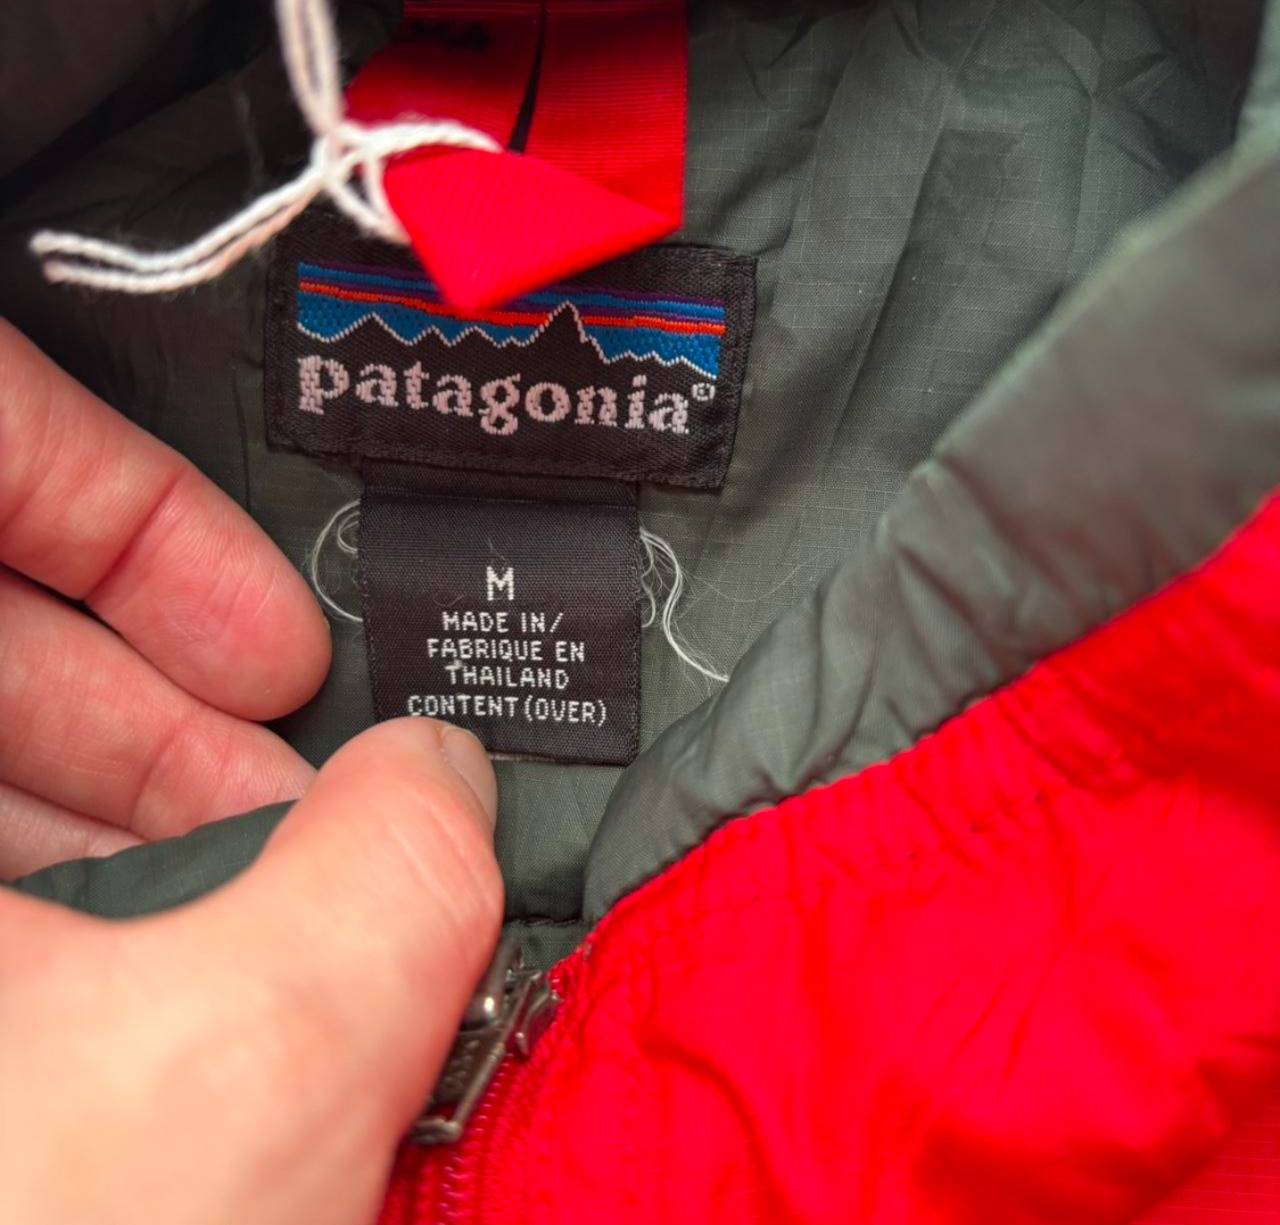 patagonia®
M
MADE IN/
FABRIQUE EN
THAILAND
CONTENT(OVER)